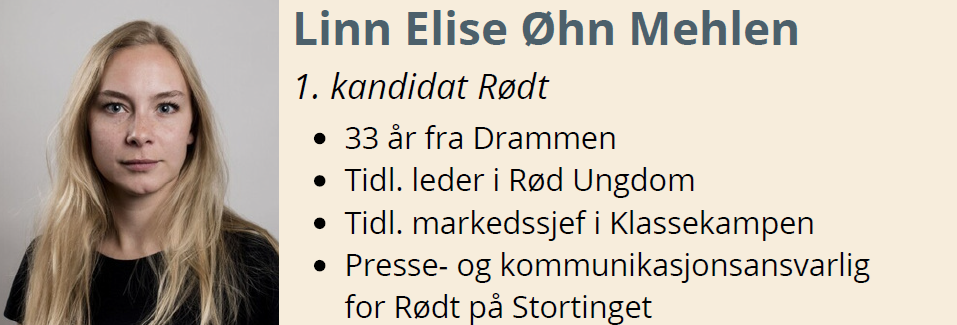 Linn Elise Øhn Mehlen
1. kandidat Rødt
• 33 år fra Drammen
• Tidl. leder i Rød Ungdom
• Tidl. markedssjef i Klassekampen
• Presse- og kommunikasjonsansvarlig
for Rødt på Stortinget